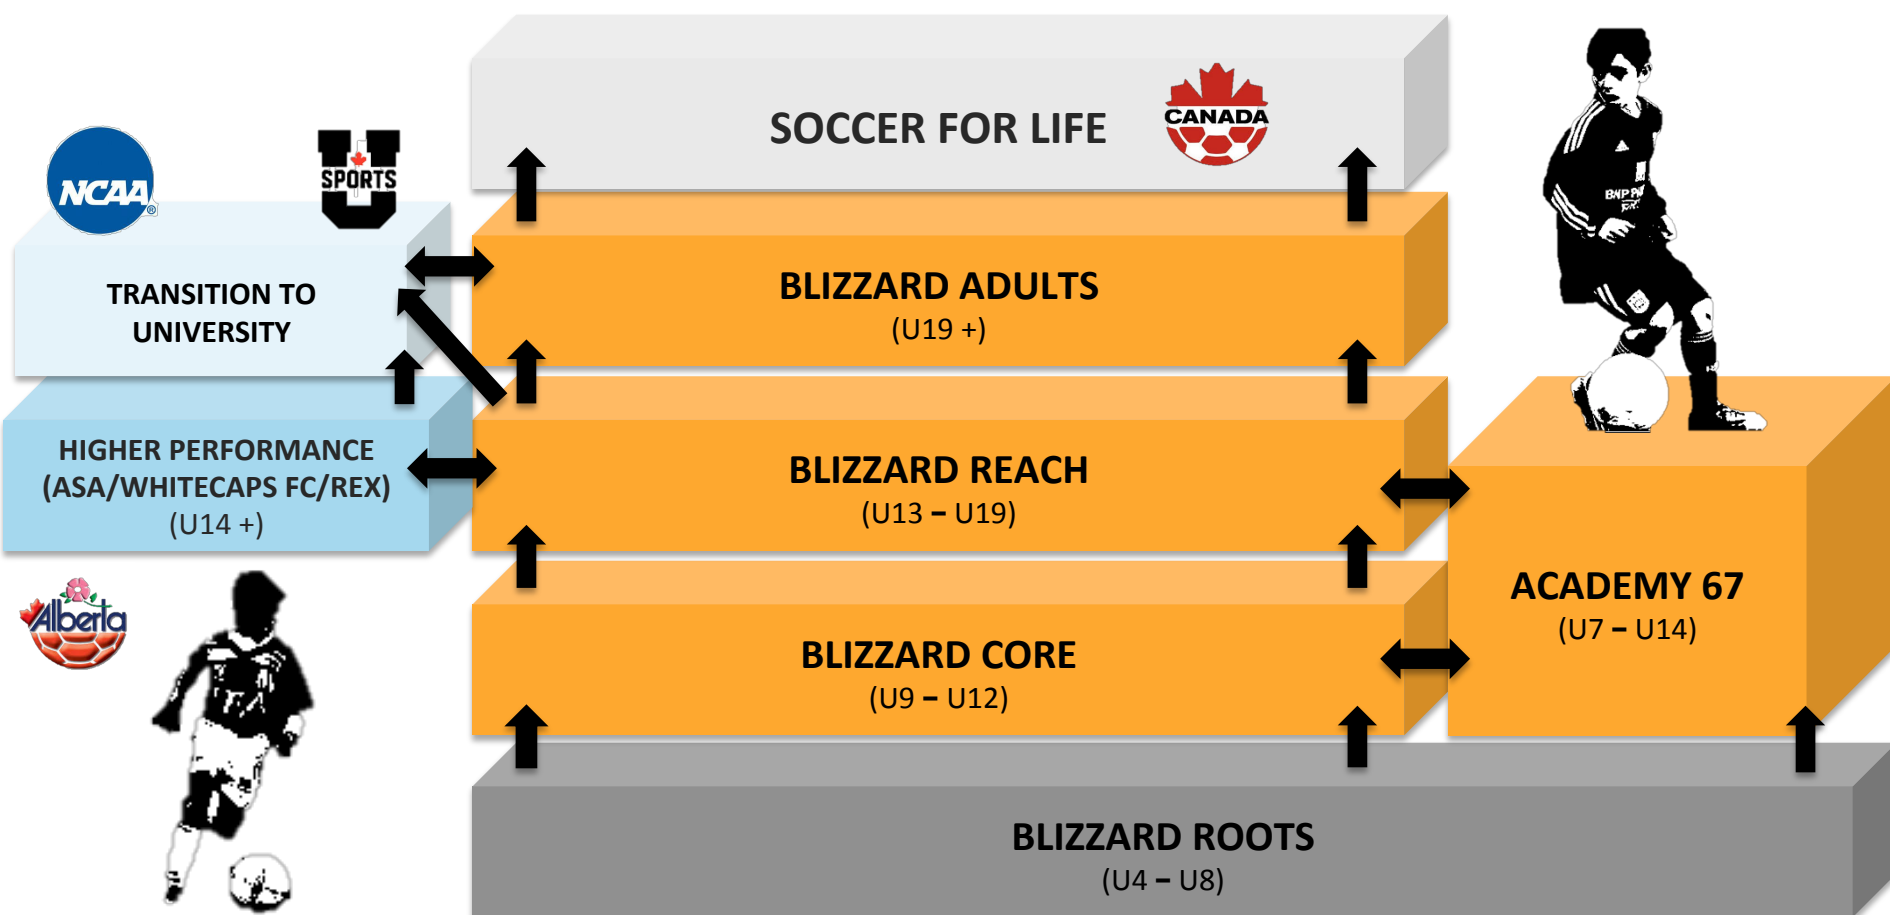 SOCCER FOR LIFE
CANADA
NCAA
®
U
SPORTS
TRANSITION TO
UNIVERSITY
BLIZZARD ADULTS
(U19 +)
HIGHER PERFORMANCE
(ASA/WHITECAPS FC/REX)
(U14 +)
BLIZZARD REACH
(U13 – U19)
ACADEMY 67
(U7 – U14)
Alberta
BLIZZARD CORE
(U9 – U12)
BLIZZARD ROOTS
(U4 – U8)